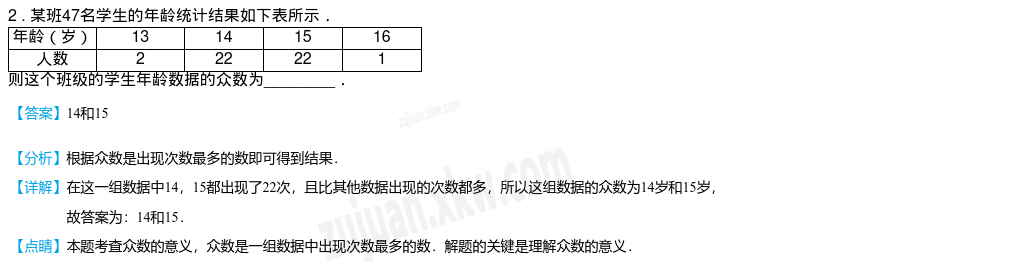 2．某班47名学生的年龄统计结果如下表所示．
年龄（岁） 13 14 15 16
人数 2 22 22 1
则这个班级的学生年龄数据的众数为_________．
【答案】14和15
zujuan.xkw.com
【分析】根据众数是出现次数最多的数即可得到结果．
【详解】在这一组数据中14，15都出现了22次，且比其他数据出现的次数都多，所以这组数据的众数为14岁和15岁，
故答案为：14和15．
zujuan.xkw.com
【点睛】本题考查众数的意义，众数是一组数据中出现次数最多的数．解题的关键是理解众数的意义．